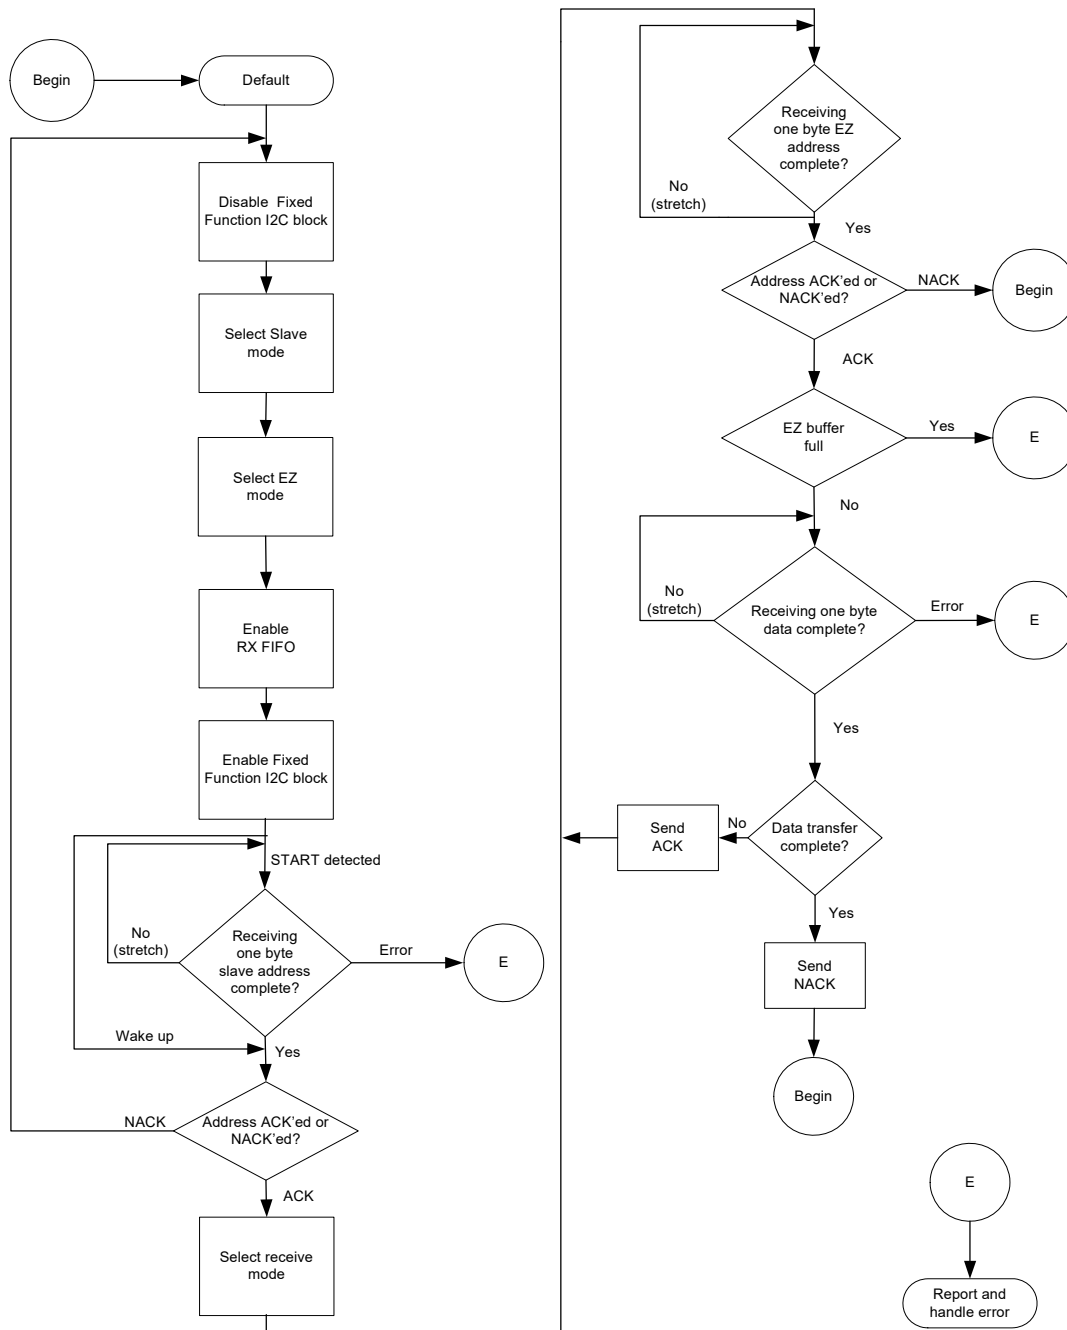 Begin
Default
Disable Fixed
Function I2C block
Select Slave
mode
Select EZ
mode
Enable
RX FIFO
Enable Fixed
Function I2C block
START detected
No
(stretch)
Receiving
one byte
slave address
complete?
Error
E
Wake up
Yes
NACK
Address ACK'ed or
NACK'ed?
ACK
Select receive
mode
Receiving
one byte EZ
address
complete?
No
(stretch)
Yes
Address ACK'ed or
NACK'ed?
NACK
Begin
ACK
EZ buffer
full
Yes
E
No
No
(stretch)
Receiving one byte
data complete?
Error
E
Yes
Send
ACK
No
Data transfer
complete?
Yes
Send
NACK
Begin
E
Report and
handle error